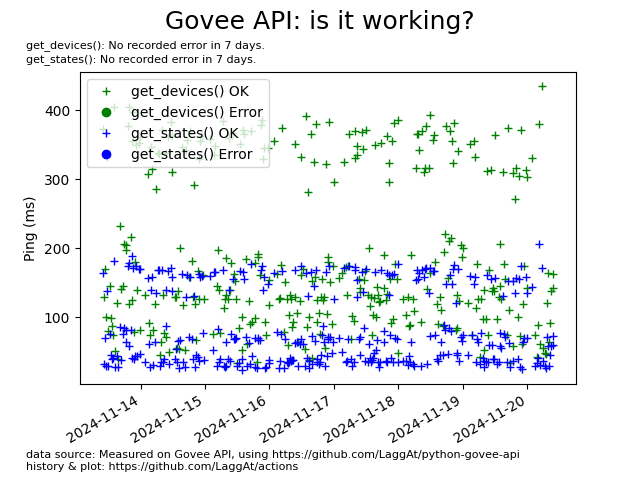 Govee API: is it working?
get_devices(): No recorded error in 7 days.
get_states(): No recorded error in 7 days.
get_devices() OK
get_devices() Error
get_states() OK
get_states() Error
Ping (ms)
400
300
200
100
2024-11-14
2024-11-15
2024-11-16
2024-11-17
2024-11-18
2024-11-19
2024-11-20
data source: Measured on Govee API, using https://github.com/LaggAt/python-govee-api
history & plot: https://github.com/LaggAt/actions